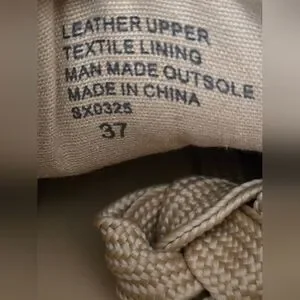 LEATHER UPPER
TEXTILE LINING
MAN MADE OUTSOLE
MADE IN CHINA
SX0325
37